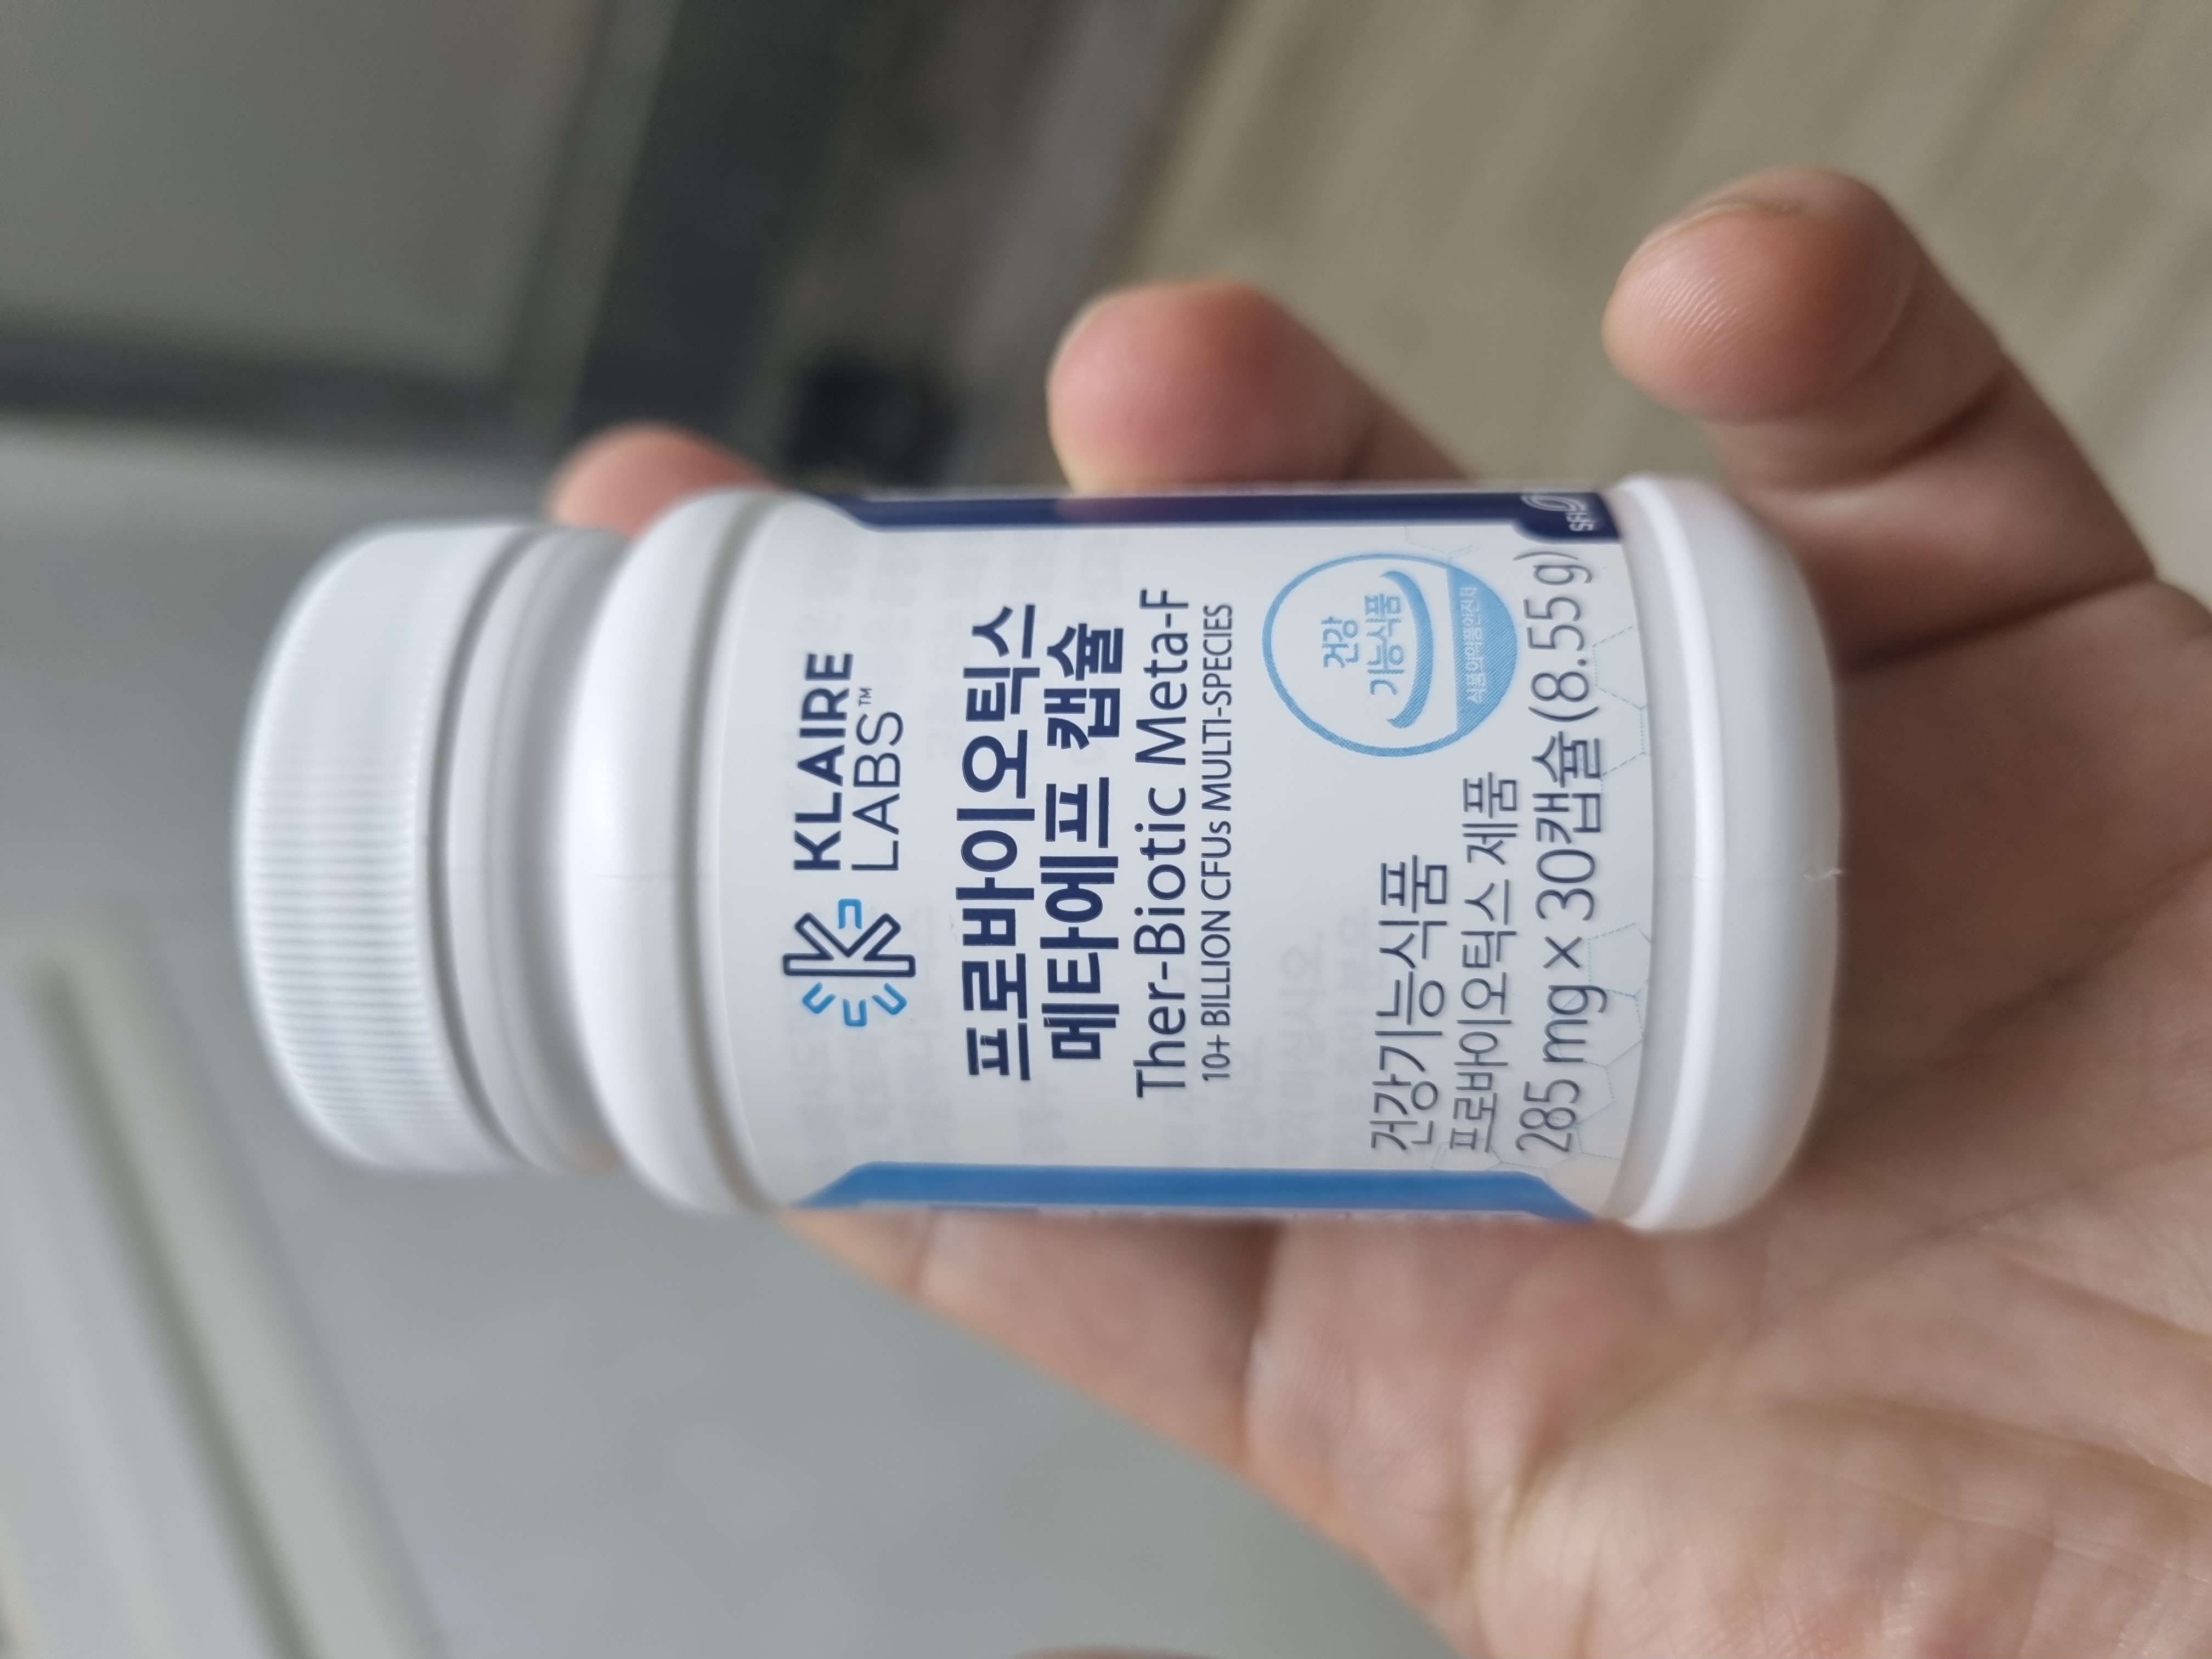 KLAIRE
LABS™
프로바이오틱스
메타에프 캡슐
Ther-Biotic Meta-F
10+ BILLION CFUs MULTI-SPECIES
건강
기능식품
식품의약품안전처
건강기능식품
프로바이오틱스 제품
285 mg × 30캡슐 (8.55 g)